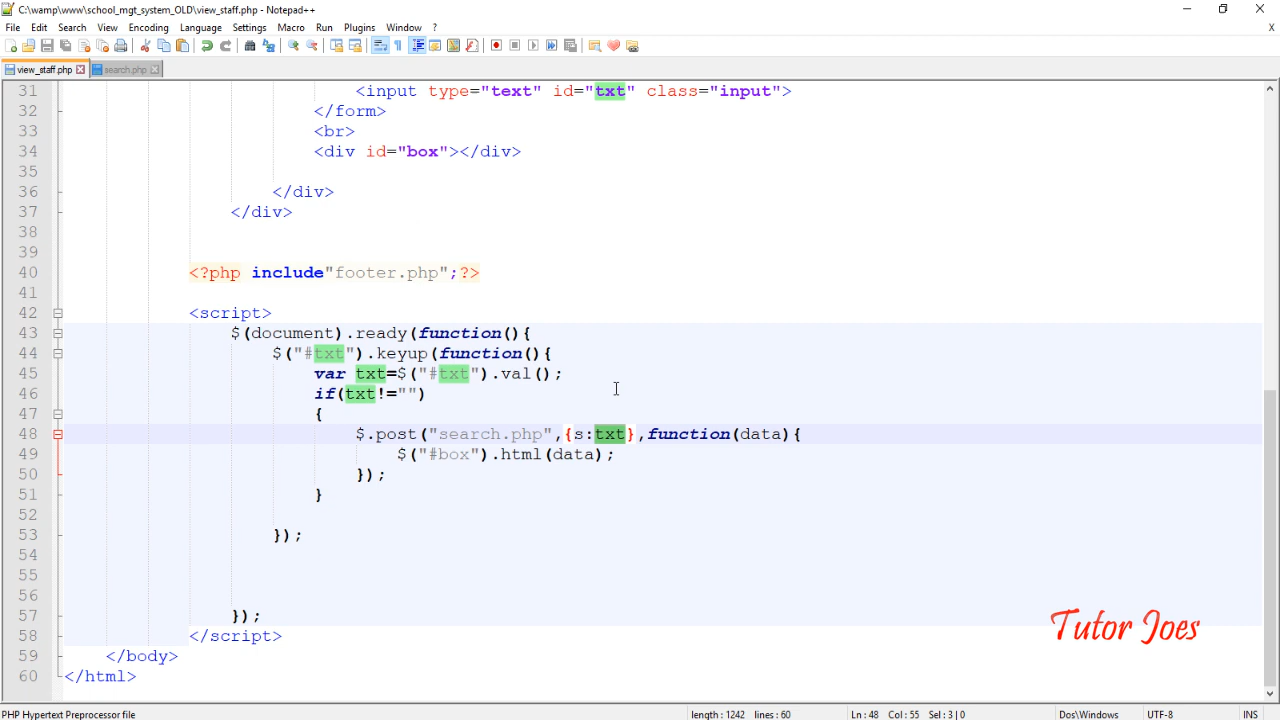 C:\wamp\www\school_mgt_system_OLD\view_staff.php - Notepad++
File Edit Search View Encoding Language Settings Macro Run Plugins Window ? X
view_staff.php search.php
31 <input type="text" id="txt" class="input">
32 </form>
33 <br>
34 <div id="box"></div>
35
36 </div>
37 </div>
38
39
40 <?php include"footer.php";?>
41
42 <script>
43 $(document).ready(function(){
44 $("#txt").keyup(function(){
45 var txt=$("#txt").val();
46 if(txt!="")
47 {
48 $.post("search.php",{s:txt},function(data){
49 $("#box").html(data);
50 });
51 }
52
53 });
54
55
56
57 });
58 </script>
59 </body>
60 </html>
Tutor Joes
PHP Hypertext Preprocessor file length : 1242 lines : 60 Ln : 48 Col : 55 Sel : 3 | 0 Dos\Windows UTF-8 INS